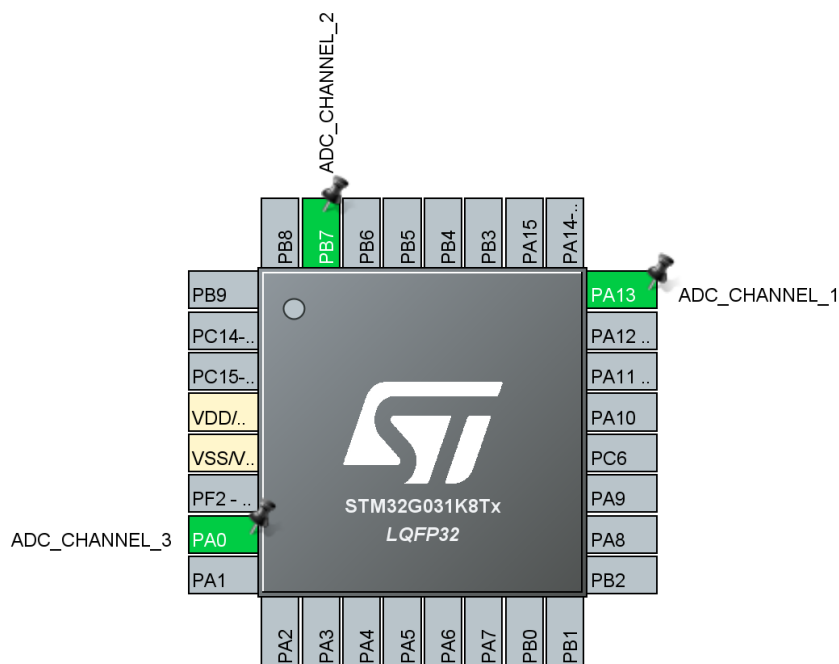 ADC_CHANNEL_2
PB8
PB7
PB6
PB5
PB4
PB3
PA15
PA14-..
PB9
PC14-..
PC15-..
VDD/..
VSS/V..
PF2 - ..
ADC_CHANNEL_3
PA0
PA1
ST
STM32G031K8Tx
LQFP32
PA13
ADC_CHANNEL_1
PA12 ..
PA11 ..
PA10
PC6
PA9
PA8
PB2
PA2
PA3
PA4
PA5
PA6
PA7
PB0
PB1